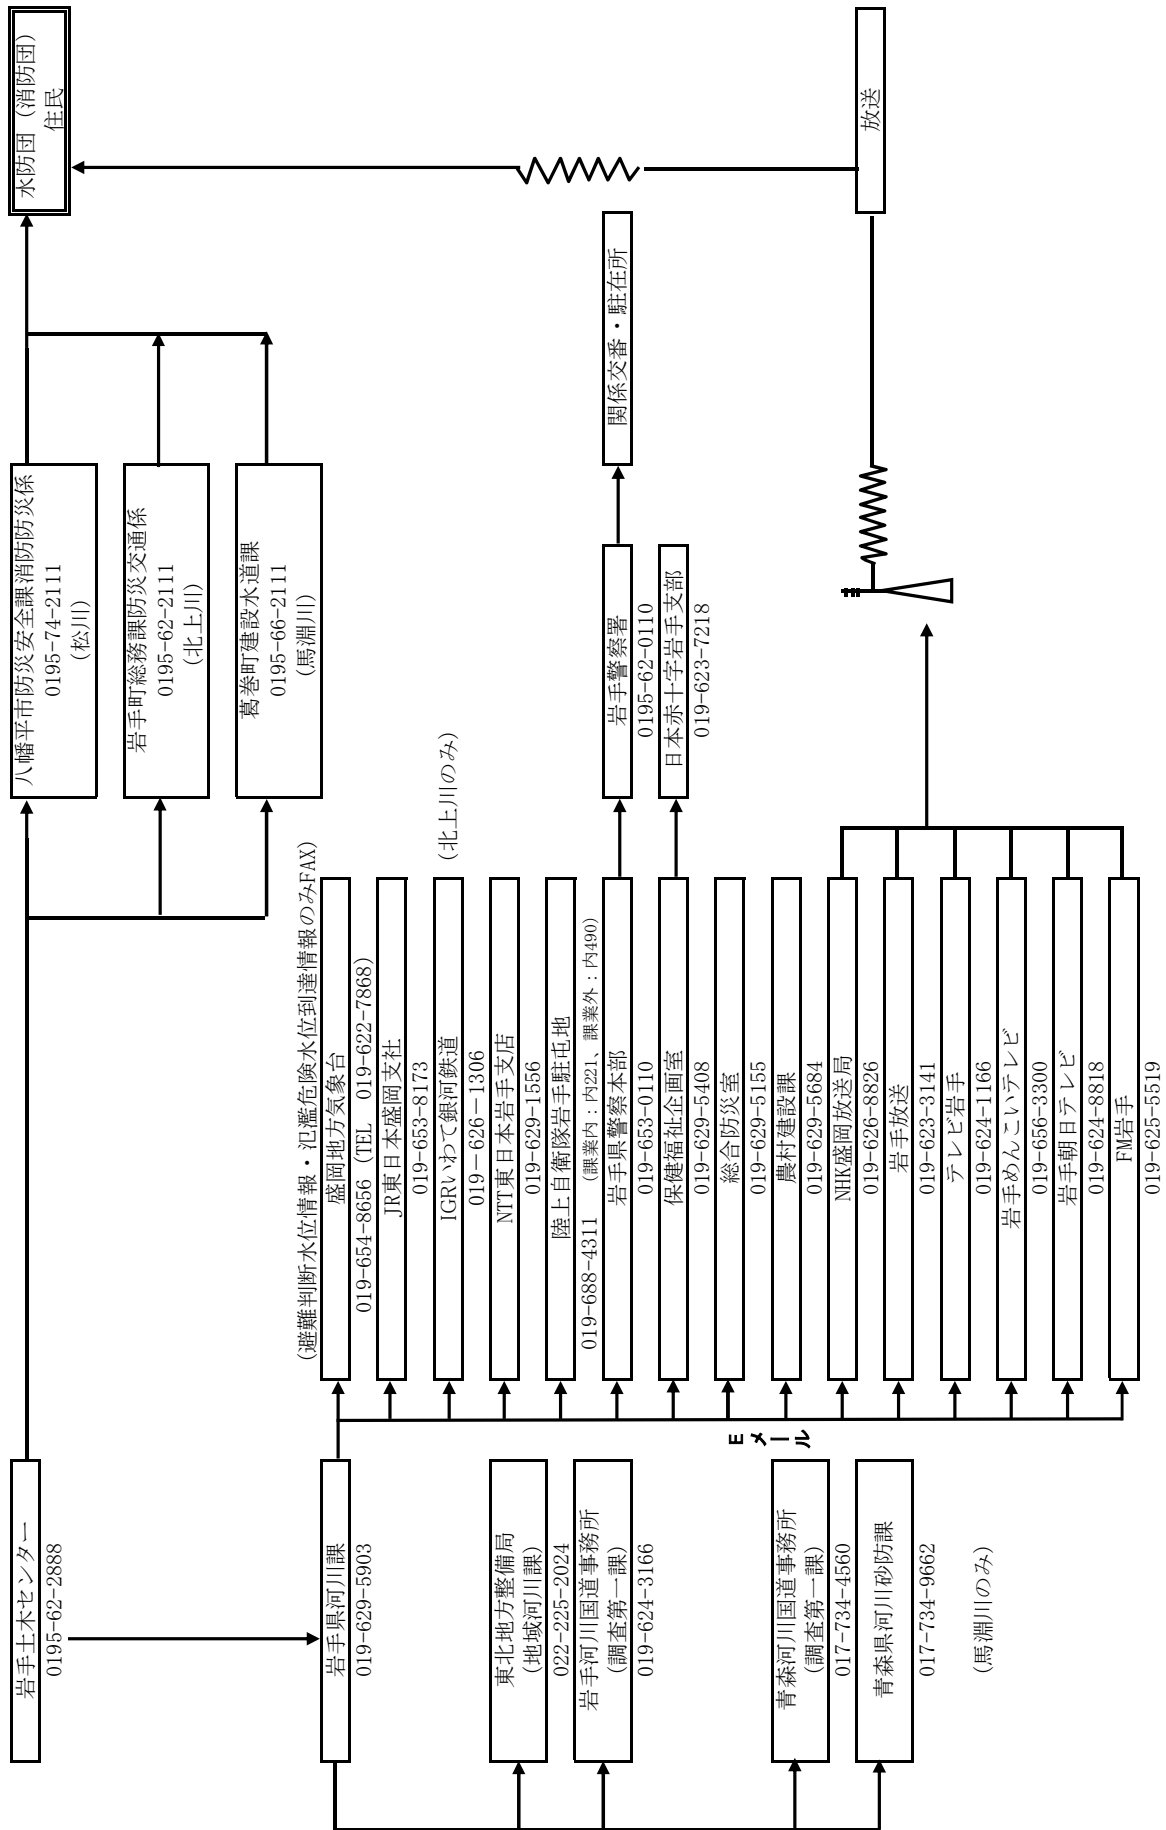 岩手土木センター
0195-62-2888
八幡平市防災安全課消防防災係
0195-74-2111
(松川)
岩手町総務課防災交通係
0195-62-2111
(北上川)
葛巻町建設水道課
0195-66-2111
(馬淵川)
水防団（消防団）
住民
岩手県河川課
019-629-5903
東北地方整備局
(地域河川課)
022-225-2024
岩手河川国道事務所
(調査第一課)
019-624-3166
青森河川国道事務所
(調査第一課)
017-734-4560
青森県河川砂防課
017-734-9662
(馬淵川のみ)
Eメール
(避難判断水位情報・氾濫危険水位到達情報のみFAX)
盛岡地方気象台
019-654-8656 (TEL 019-622-7868)
JR東日本盛岡支社
019-653-8173
IGRいわて銀河鉄道
(北上川のみ)
019－626－1306
NTT東日本岩手支店
019-629-1556
陸上自衛隊岩手駐屯地
019-688-4311 (課業内：内221、課業外：内490)
岩手県警察本部
019-653-0110
保健福祉企画室
019-629-5408
総合防災室
019-629-5155
農村建設課
019-629-5684
NHK盛岡放送局
019-626-8826
岩手放送
019-623-3141
テレビ岩手
019-624-1166
岩手めんこいテレビ
019-656-3300
岩手朝日テレビ
019-624-8818
FM岩手
019-625-5519
岩手警察署
0195-62-0110
日本赤十字岩手支部
019-623-7218
関係交番・駐在所
放送